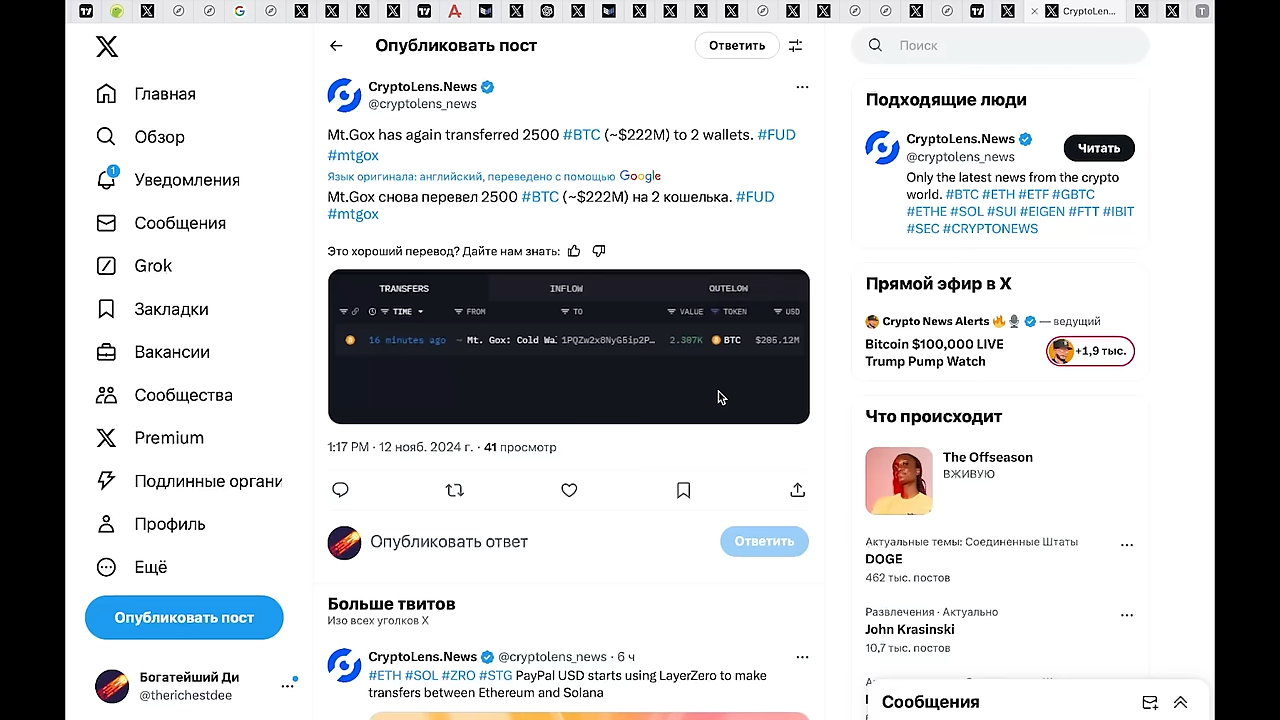 CryptoLen...
Главная
Обзор
1
Уведомления
Сообщения
Grok
Закладки
Вакансии
Сообщества
Premium
Подлинные органи
Профиль
Ещё
Опубликовать пост
Богатейший Ди
@therichestdee
Опубликовать пост
Ответить
CryptoLens.News
@cryptolens_news
Mt.Gox has again transferred 2500 #BTC (~$222M) to 2 wallets. #FUD
#mtgox
Язык оригинала: английский, переведено с помощью Google
Mt.Gox снова перевел 2500 #BTC (~$222M) на 2 кошелька. #FUD
#mtgox
Это хороший перевод? Дайте нам знать:
TRANSFERS INFLOW OUTFLOW
TIME FROM TO VALUE TOKEN USD
16 minutes ago Mt. Gox: Cold Wa 1PQZw2x8NyG5ip2P… 2.307K BTC $205.12M
1:17 PM · 12 нояб. 2024 г. · 41 просмотр
Опубликовать ответ
Ответить
Больше твитов
Изо всех уголков X
CryptoLens.News @cryptolens_news · 6 ч
#ETH #SOL #ZRO #STG PayPal USD starts using LayerZero to make
transfers between Ethereum and Solana
Поиск
Подходящие люди
CryptoLens.News
@cryptolens_news
Читать
Only the latest news from the crypto
world. #BTC #ETH #ETF #GBTC
#ETHE #SOL #SUI #EIGEN #FTT #IBIT
#SEC #CRYPTONEWS
Прямой эфир в X
Crypto News Alerts — ведущий
Bitcoin $100,000 LIVE
Trump Pump Watch
+1,9 тыс.
Что происходит
The Offseason
ВЖИВУЮ
Актуальные темы: Соединенные Штаты
DOGE
462 тыс. постов
Развлечения · Актуально
John Krasinski
10,7 тыс. постов
Сообщения